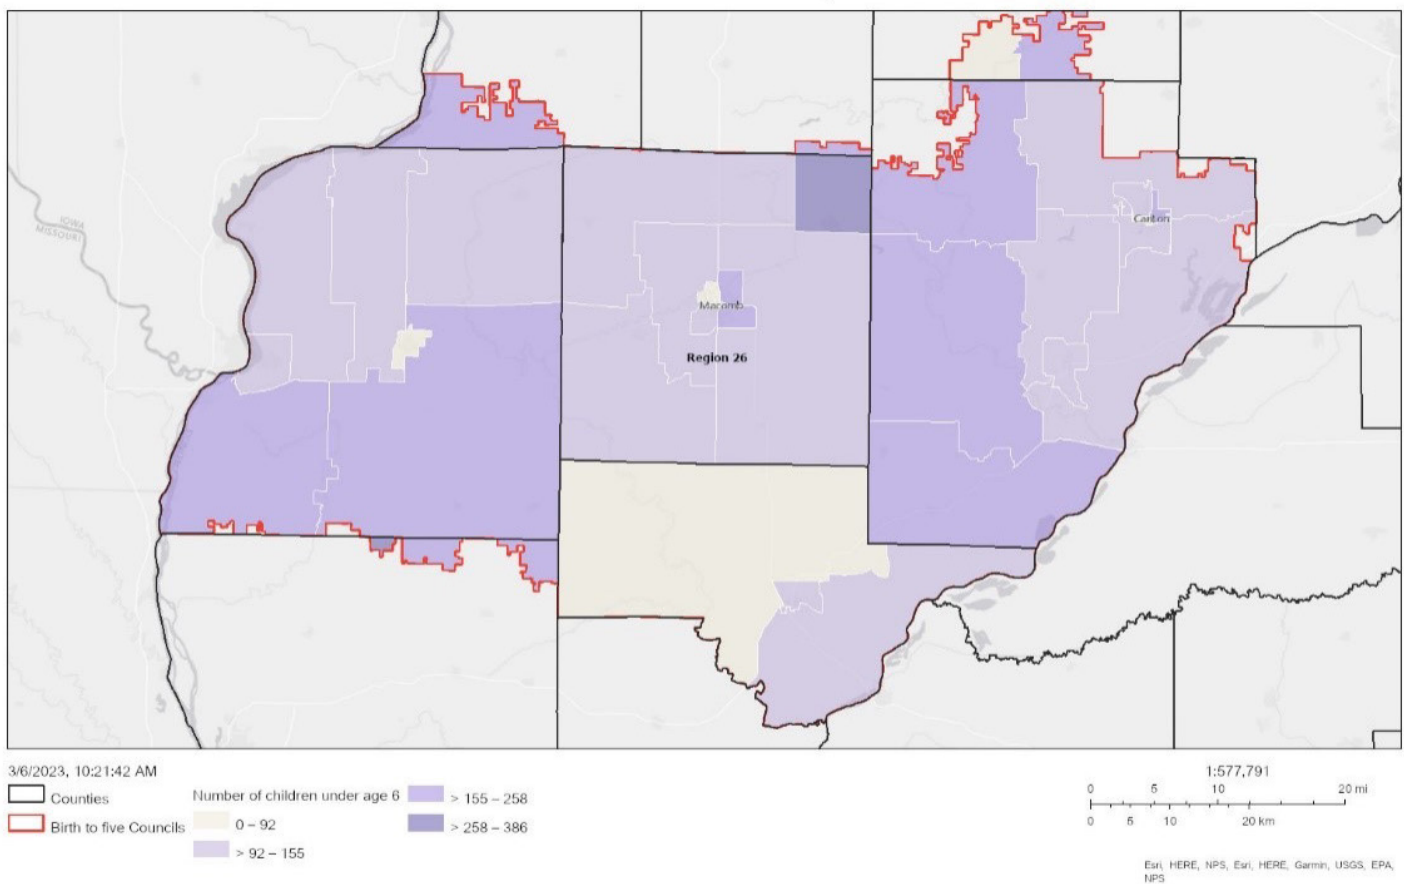 IOWA
MISSOURI
Canton
Macomb
Region 26
3/6/2023, 10:21:42 AM
Counties
Birth to five Councils
Number of children under age 6
0 – 92
> 92 – 155
> 155 – 258
> 258 – 386
1:577,791
0 5 10 20 mi
0 5 10 20 km
Esri, HERE, NPS, Esri, HERE, Garmin, USGS, EPA,
NPS